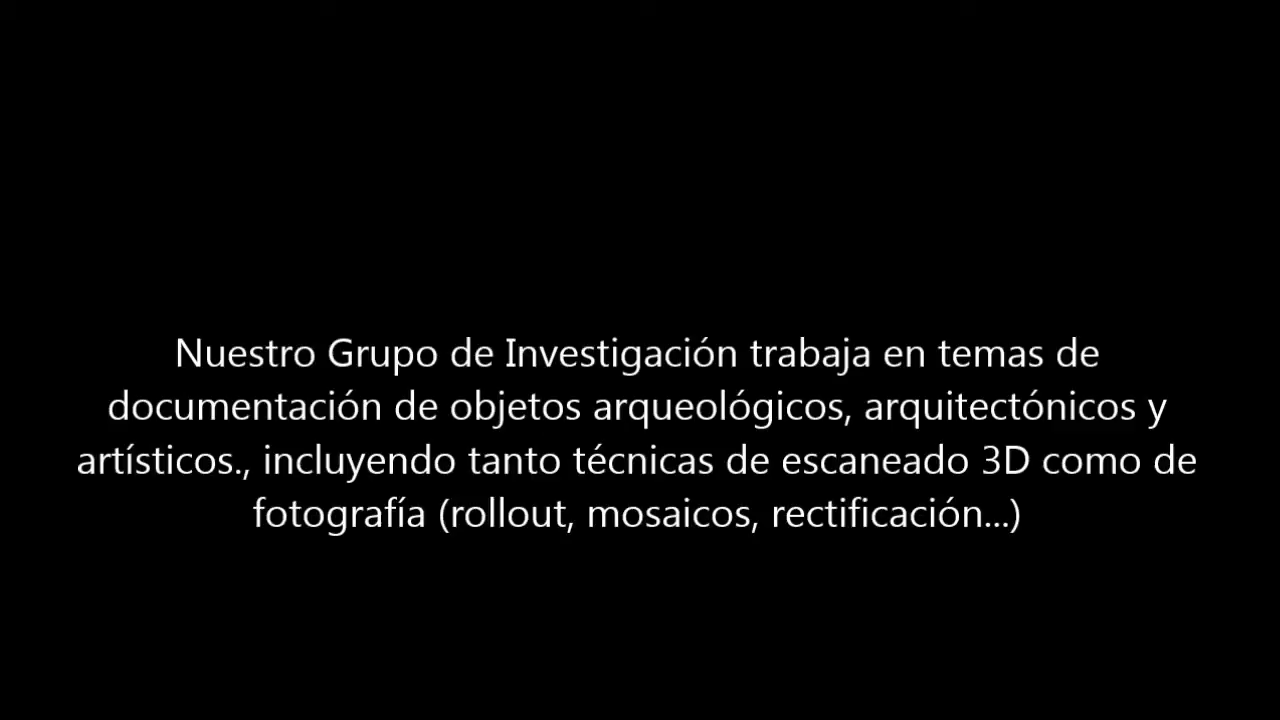 Nuestro Grupo de Investigación trabaja en temas de
documentación de objetos arqueológicos, arquitectónicos y
artísticos., incluyendo tanto técnicas de escaneado 3D como de
fotografía (rollout, mosaicos, rectificación...)